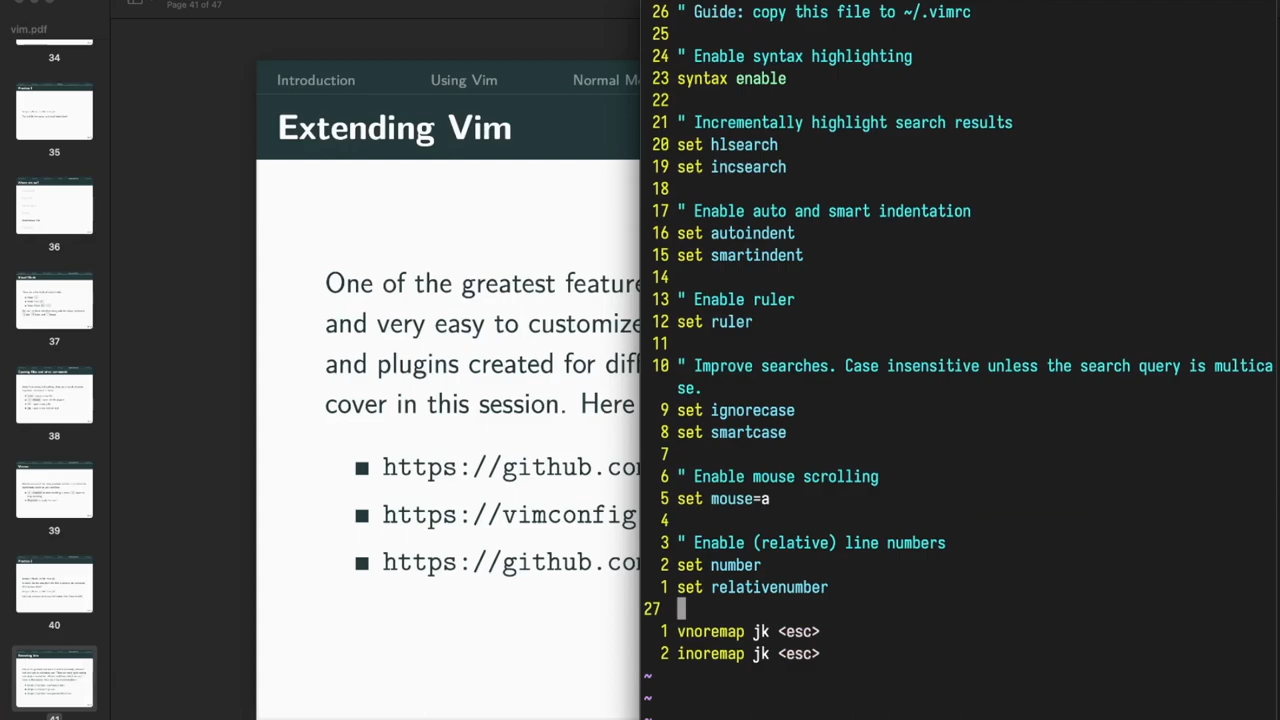 Page 41 of 47
vim.pdf
34
35
36
37
38
39
40
41
Introduction
Using Vim
Normal M
Extending Vim
One of the greatest feature
and very easy to customize
and plugins created for diff
cover in this session. Here
https://github.co
https://vimconfig
https://github.co
26 " Guide: copy this file to ~/.vimrc
25
24 " Enable syntax highlighting
23 syntax enable
22
21 " Incrementally highlight search results
20 set hlsearch
19 set incsearch
18
17 " Enable auto and smart indentation
16 set autoindent
15 set smartindent
14
13 " Enable ruler
12 set ruler
11
10 " Improve searches. Case insensitive unless the search query is multica
se.
9 set ignorecase
8 set smartcase
7
6 " Enable mouse scrolling
5 set mouse=a
4
3 " Enable (relative) line numbers
2 set number
1 set relativenumber
27
1 vnoremap jk <esc>
2 inoremap jk <esc>
~
~
~